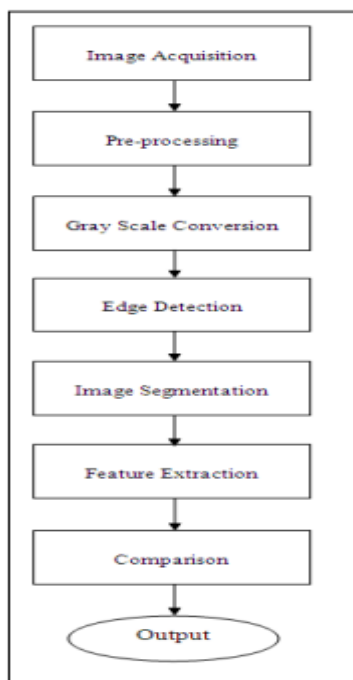 Image Acquisition
Pre-processing
Gray Scale Conversion
Edge Detection
Image Segmentation
Feature Extraction
Comparison
Output